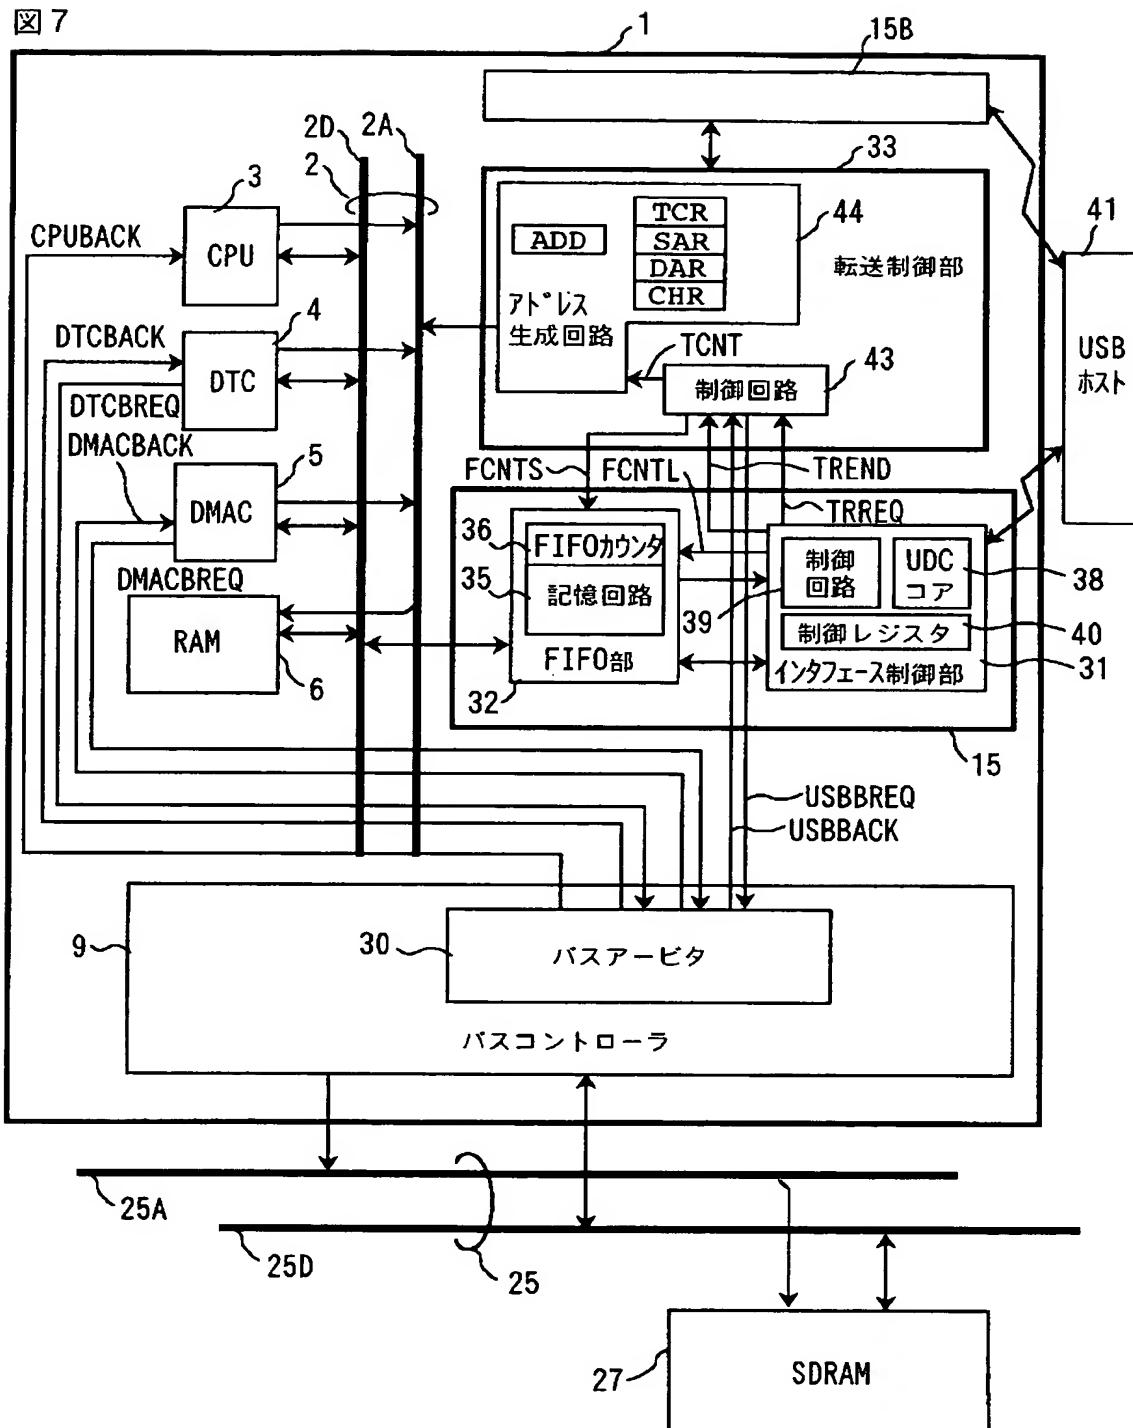 図7
1
15B
2D
2A
2
33
3
CPUBACK
CPU
TCR
SAR
DAR
CHR
ADD
44
転送制御部
41
アドレス
生成回路
4
DTCBACK
DTC
TCNT
43
制御回路
USB
ホスト
DTCBREQ
DMACBACK
5
DMAC
FCNTS
FCNTL
TREND
TRREQ
36
FIFOカウンタ
制御
回路
UDC
コア
38
35
記憶回路
39
DMACBREQ
RAM
FIFO部
制御レジスタ
40
インタフェース制御部
31
6
32
15
USBBREQ
USBBACK
9
30
バスアービタ
バスコントローラ
25A
25D
25
27
SDRAM